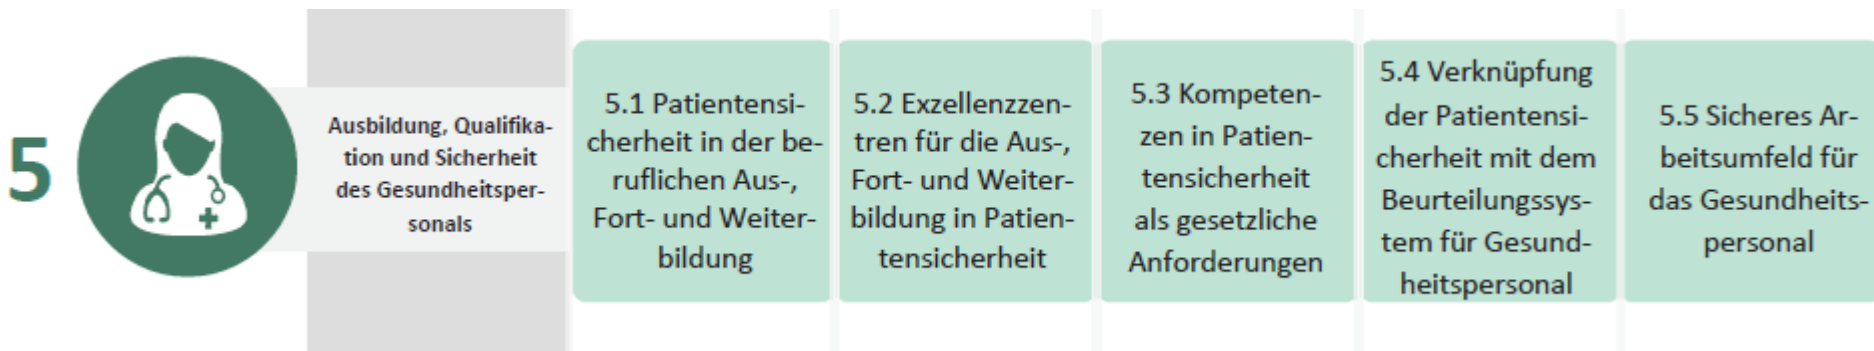 5
Ausbildung, Qualifika-
tion und Sicherheit
des Gesundheitsper-
sonals
5.1 Patientensi-
cherheit in der be-
ruflichen Aus-,
Fort- und Weiter-
bildung
5.2 Exzellenzzen-
tren für die Aus-,
Fort- und Weiter-
bildung in Patien-
tensicherheit
5.3 Kompeten-
zen in Patien-
tensicherheit
als gesetzliche
Anforderungen
5.4 Verknüpfung
der Patientensi-
cherheit mit dem
Beurteilungssys-
tem für Gesund-
heitspersonal
5.5 Sicheres Ar-
beitsumfeld für
das Gesundheits-
personal